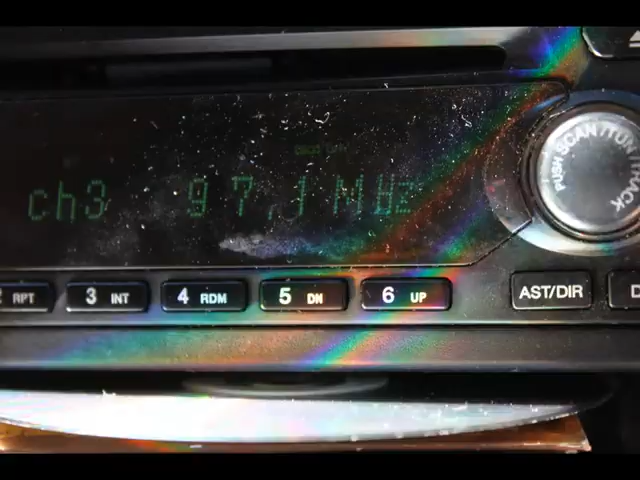 ch3 97.1 MHz
PUSH SCAN/TUN TRACK
2 RPT 3 INT 4 RDM 5 DN 6 UP AST/DIR D